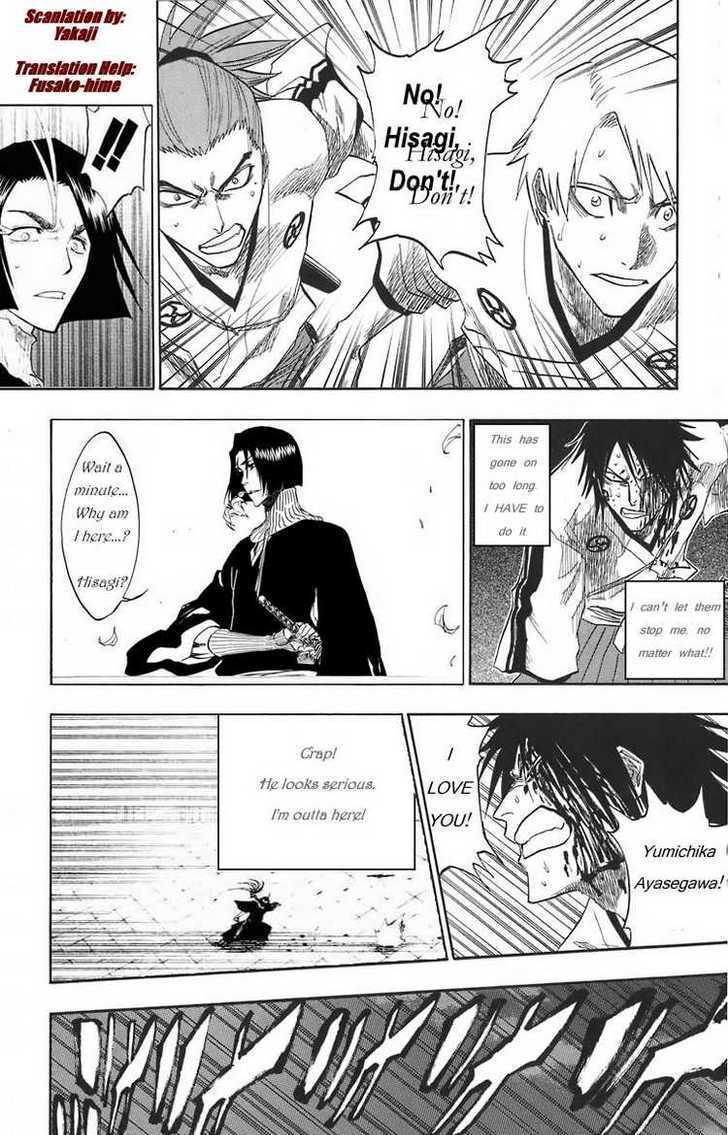 Scanlation by:
Yakaji
Translation Help:
Fusako-hime
No!
Hisagi,
Don't!,
No!
Hisagi,
Don't!
!!
This has
gone on
too long.
I HAVE to
do it.
I can't let them
stop me, no
matter what!!
Wait a
minute...
Why am
I here...?
Hisagi?
Yumichika
Ayasegawa!
I
LOVE
YOU!
Crap!
He looks serious.
I'm outta here!